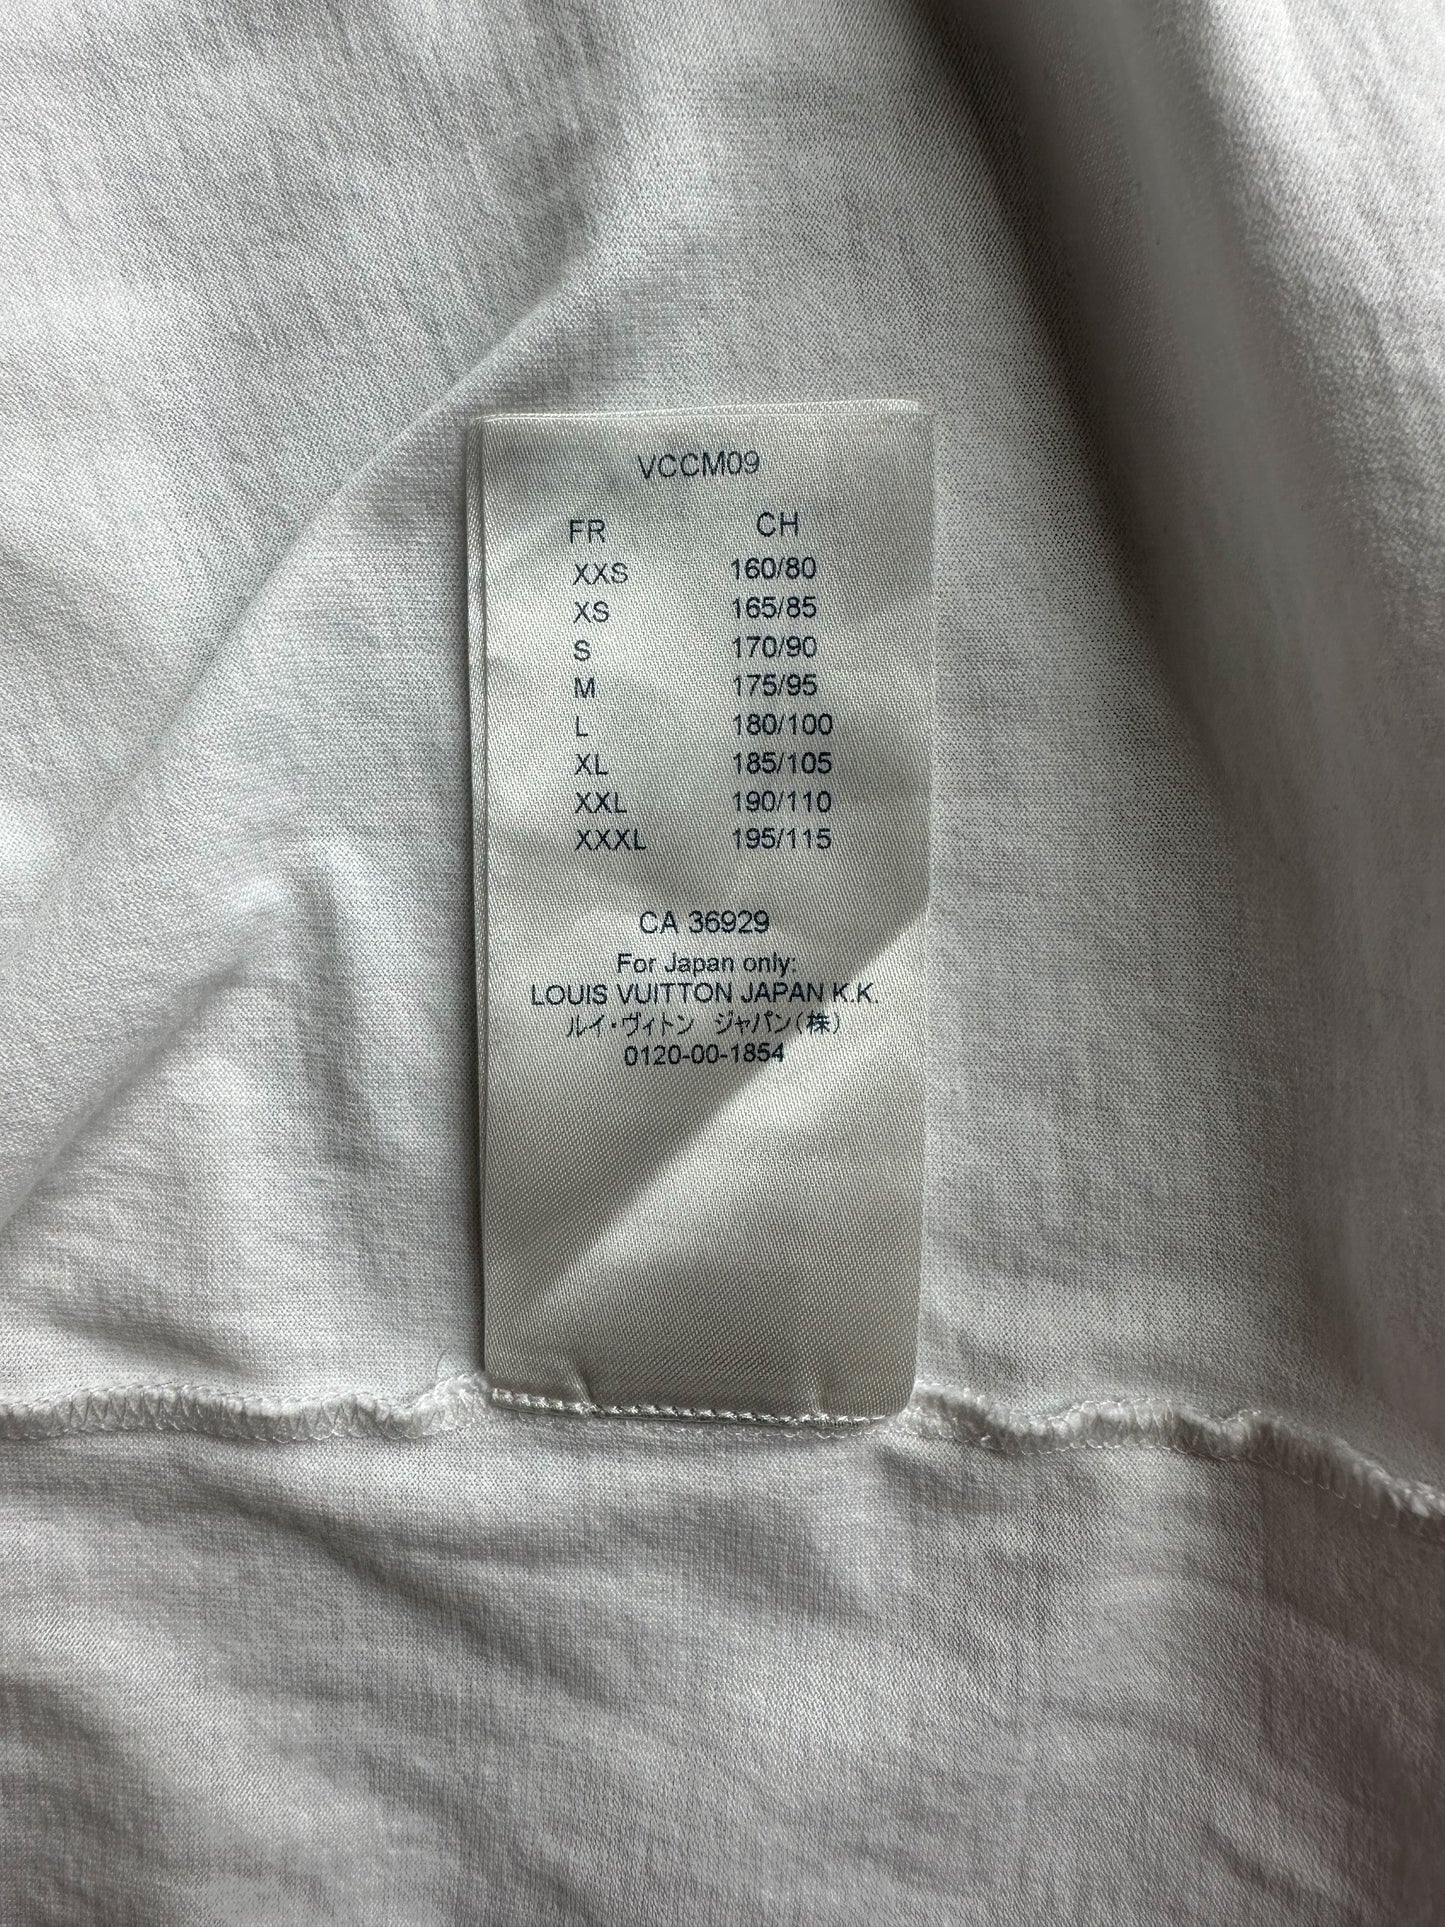 VCCM09
FR CH
XXS 160/80
XS 165/85
S 170/90
M 175/95
L 180/100
XL 185/105
XXL 190/110
XXXL 195/115
CA 36929
For Japan only:
LOUIS VUITTON JAPAN K.K.
ルイ・ヴィトン ジャパン(株)
0120-00-1854